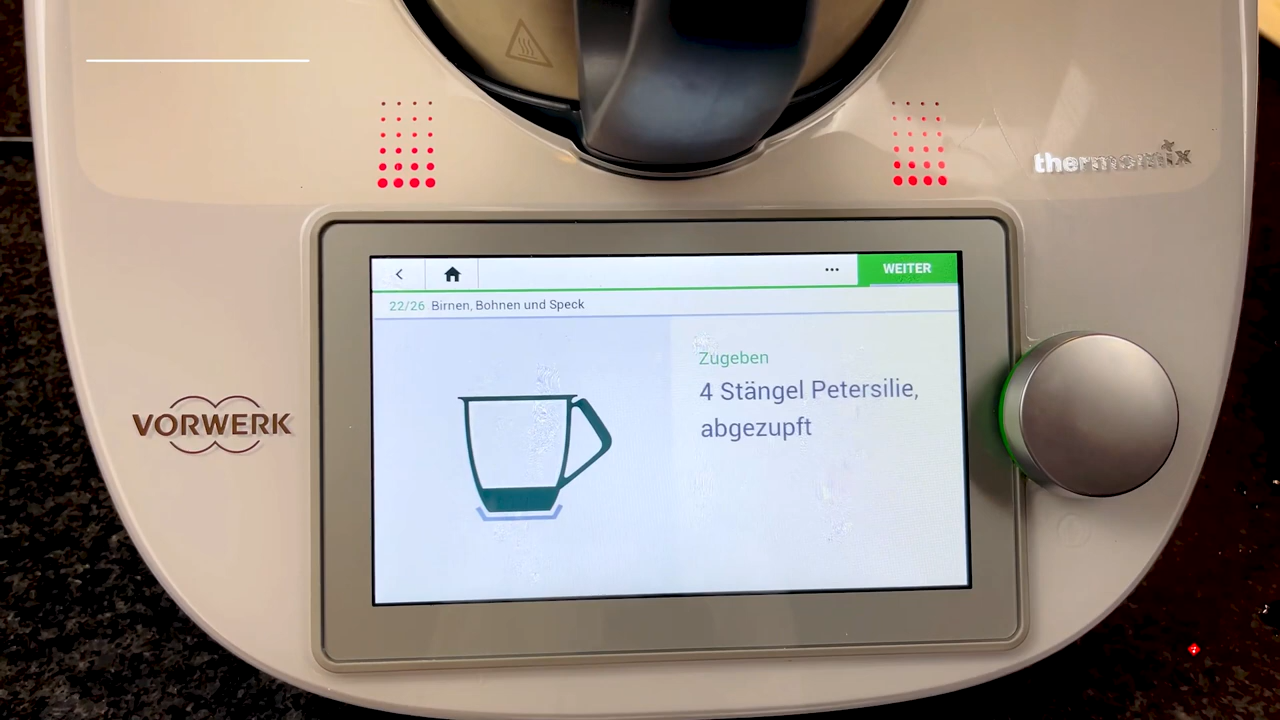 thermomix
WEITER
22/26 Birnen, Bohnen und Speck
Zugeben
4 Stängel Petersilie,
abgezupft
VORWERK